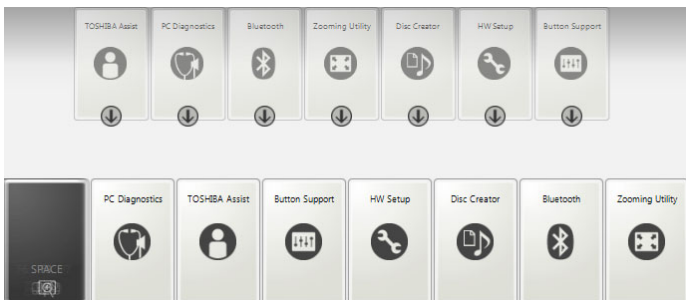 TOSHIBA Assist
PC Diagnostics
Bluetooth
Zooming Utility
Disc Creator
HW Setup
Button Support
SPACE
PC Diagnostics
TOSHIBA Assist
Button Support
HW Setup
Disc Creator
Bluetooth
Zooming Utility